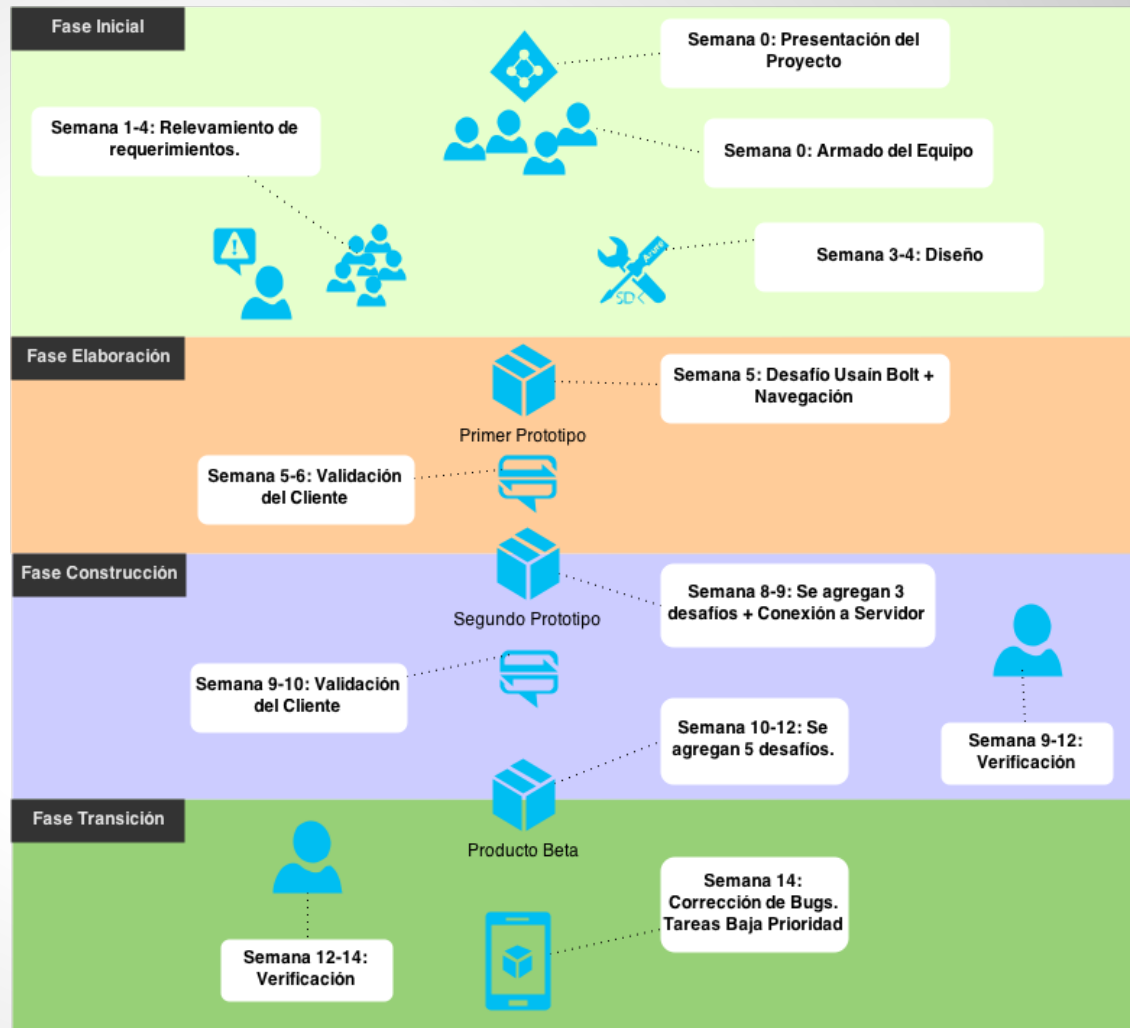 Fase Inicial
Semana 0: Presentación del
Proyecto
Semana 1-4: Relevamiento de
requerimientos.
Semana 0: Armado del Equipo
Semana 3-4: Diseño
Azure
SDK
Fase Elaboración
Semana 5: Desafío Usaín Bolt +
Navegación
Primer Prototipo
Semana 5-6: Validación
del Cliente
Fase Construcción
Semana 8-9: Se agregan 3
desafíos + Conexión a Servidor
Segundo Prototipo
Semana 9-10: Validación
del Cliente
Semana 10-12: Se
agregan 5 desafíos.
Semana 9-12:
Verificación
Fase Transición
Producto Beta
Semana 14:
Corrección de Bugs.
Tareas Baja Prioridad
Semana 12-14:
Verificación